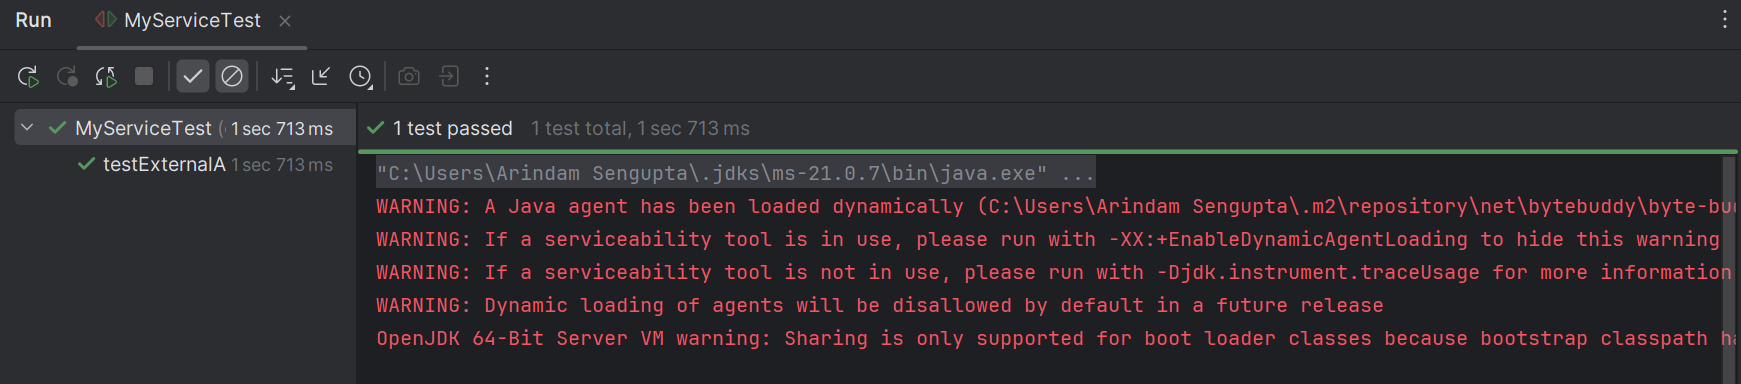 Run MyServiceTest
MyServiceTest ( 1 sec 713 ms
testExternalA 1 sec 713 ms
1 test passed 1 test total, 1 sec 713 ms
"C:\Users\Arindam Sengupta\.jdks\ms-21.0.7\bin\java.exe" ...
WARNING: A Java agent has been loaded dynamically (C:\Users\Arindam Sengupta\.m2\repository\net\bytebuddy\byte-bud
WARNING: If a serviceability tool is in use, please run with -XX:+EnableDynamicAgentLoading to hide this warning
WARNING: If a serviceability tool is not in use, please run with -Djdk.instrument.traceUsage for more information
WARNING: Dynamic loading of agents will be disallowed by default in a future release
OpenJDK 64-Bit Server VM warning: Sharing is only supported for boot loader classes because bootstrap classpath ha